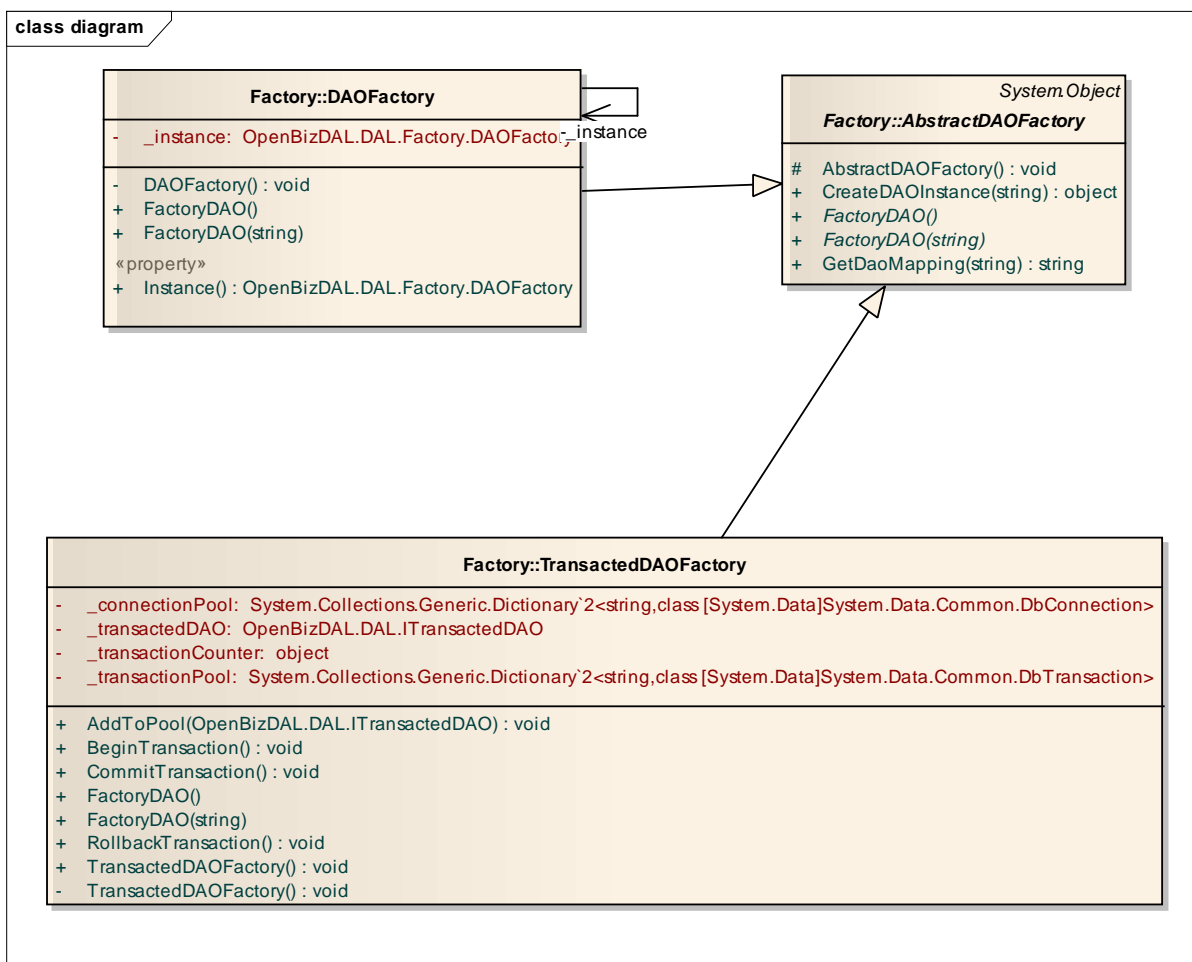 class diagram
Factory::DAOFactory
- _instance: OpenBizDAL.DAL.Factory.DAOFactory
-_instance
- DAOFactory() : void
+ FactoryDAO()
+ FactoryDAO(string)
«property»
+ Instance() : OpenBizDAL.DAL.Factory.DAOFactory
System.Object
Factory::AbstractDAOFactory
# AbstractDAOFactory() : void
+ CreateDAOInstance(string) : object
+ FactoryDAO()
+ FactoryDAO(string)
+ GetDaoMapping(string) : string
Factory::TransactedDAOFactory
- _connectionPool: System.Collections.Generic.Dictionary`2<string,class [System.Data]System.Data.Common.DbConnection>
- _transactedDAO: OpenBizDAL.DAL.ITransactedDAO
- _transactionCounter: object
- _transactionPool: System.Collections.Generic.Dictionary`2<string,class [System.Data]System.Data.Common.DbTransaction>
+ AddToPool(OpenBizDAL.DAL.ITransactedDAO) : void
+ BeginTransaction() : void
+ CommitTransaction() : void
+ FactoryDAO()
+ FactoryDAO(string)
+ RollbackTransaction() : void
+ TransactedDAOFactory() : void
- TransactedDAOFactory() : void